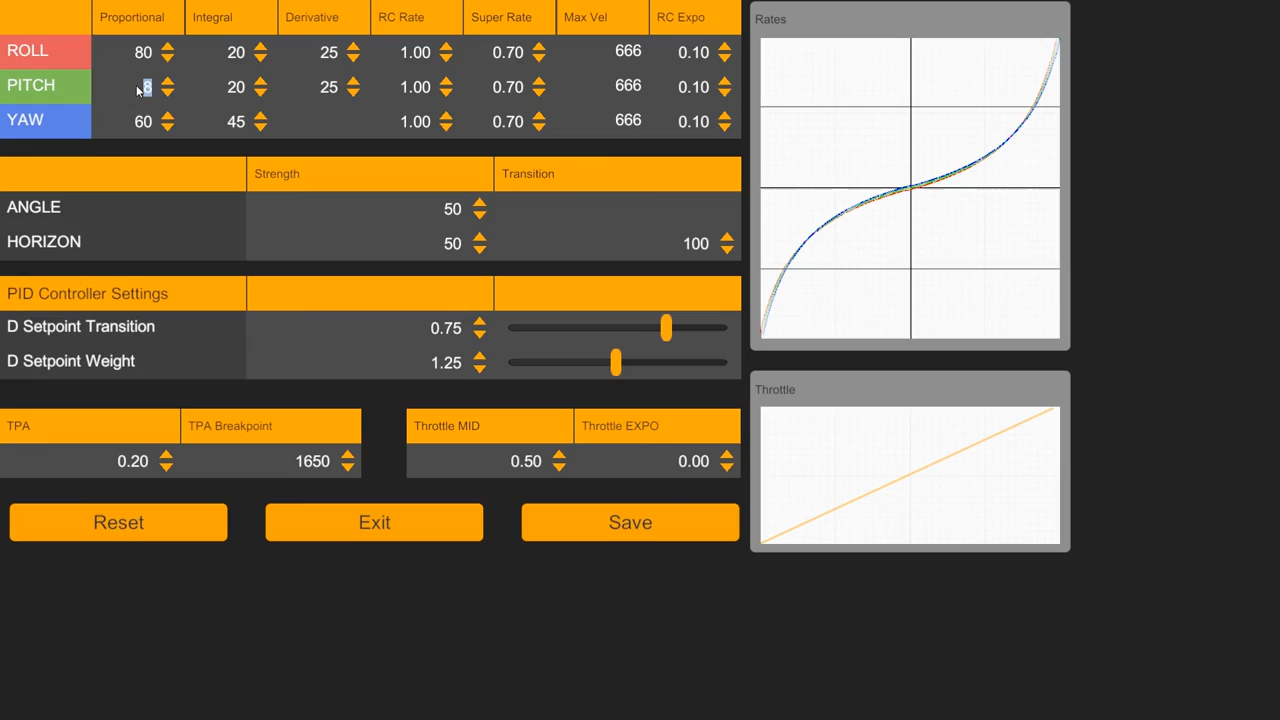 Proportional Integral Derivative RC Rate Super Rate Max Vel RC Expo
ROLL 80 20 25 1.00 0.70 666 0.10
PITCH 8 20 25 1.00 0.70 666 0.10
YAW 60 45 1.00 0.70 666 0.10
Strength Transition
ANGLE 50
HORIZON 50 100
PID Controller Settings
D Setpoint Transition 0.75
D Setpoint Weight 1.25
TPA TPA Breakpoint Throttle MID Throttle EXPO
0.20 1650 0.50 0.00
Reset Exit Save
Rates
Throttle